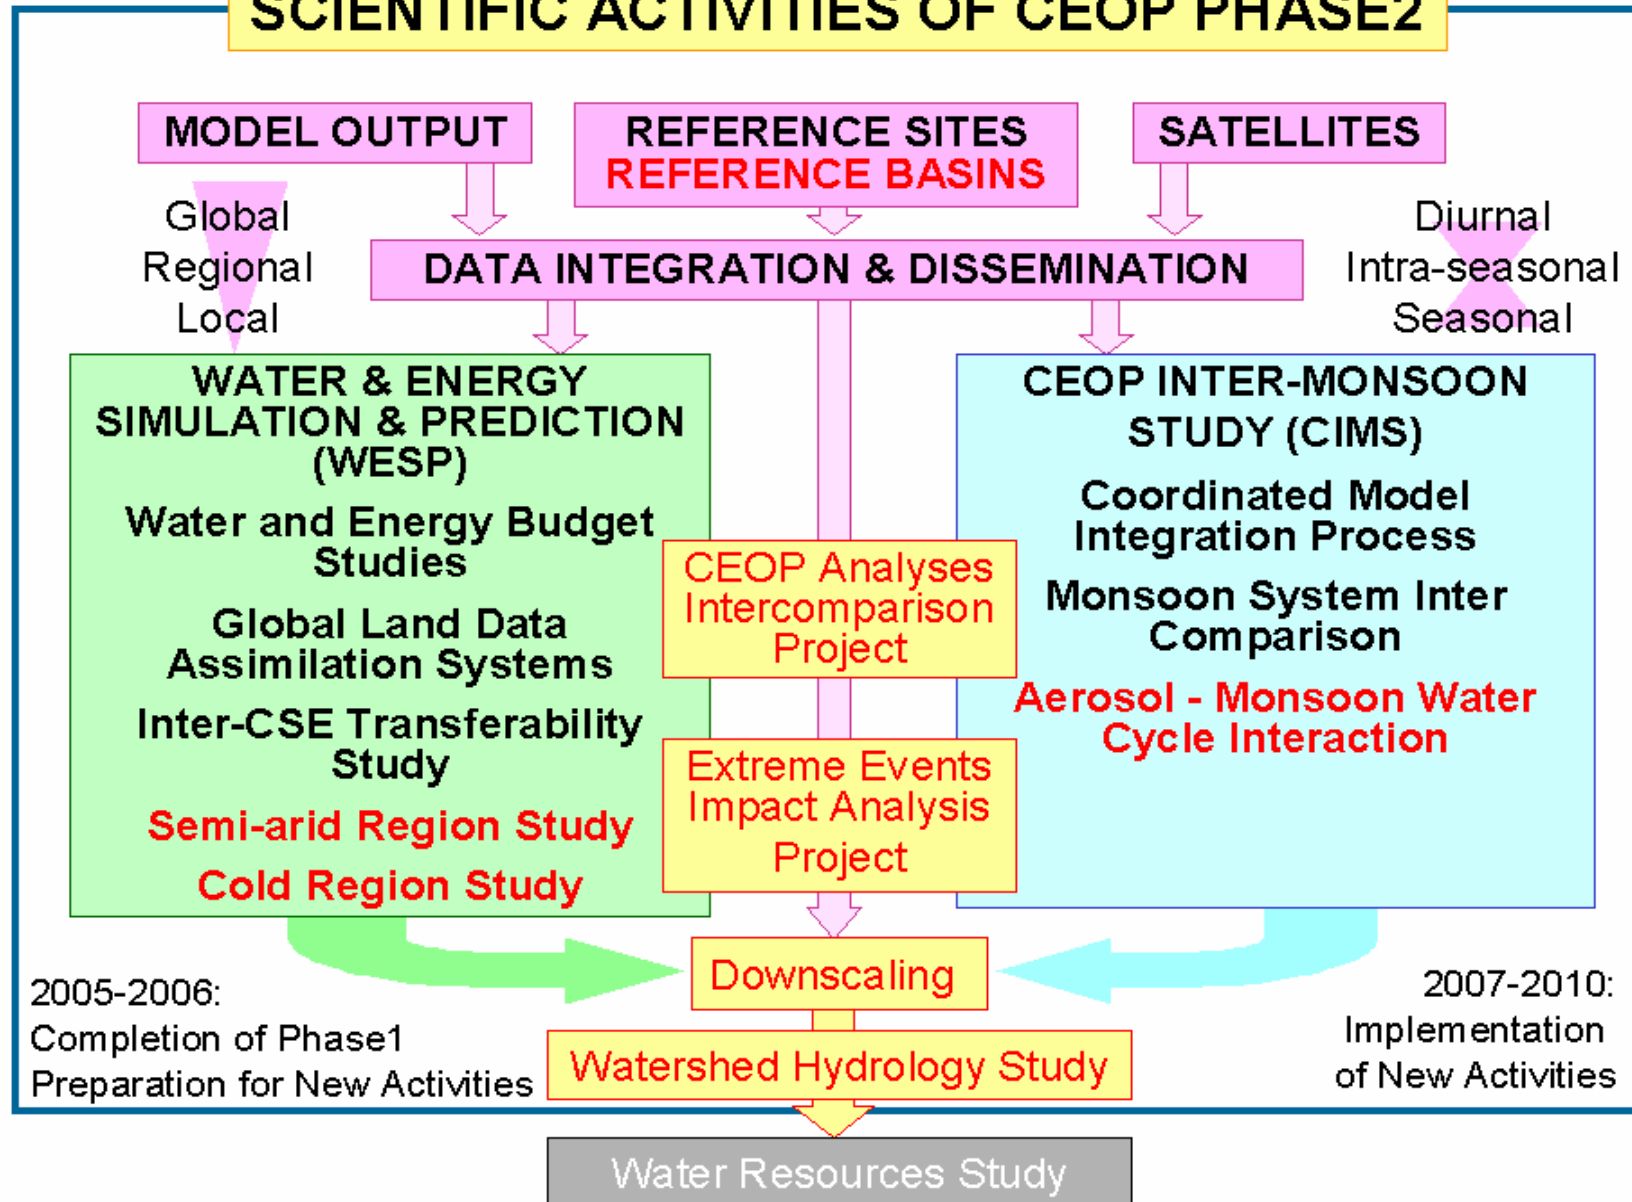 SCIENTIFIC ACTIVITIES OF CEOP PHASE2
MODEL OUTPUT
REFERENCE SITES
REFERENCE BASINS
SATELLITES
Global
Regional
Local
DATA INTEGRATION & DISSEMINATION
Diurnal
Intra-seasonal
Seasonal
WATER & ENERGY
SIMULATION & PREDICTION
(WESP)
Water and Energy Budget
Studies
Global Land Data
Assimilation Systems
Inter-CSE Transferability
Study
Semi-arid Region Study
Cold Region Study
CEOP Analyses
Intercomparison
Project
Extreme Events
Impact Analysis
Project
CEOP INTER-MONSOON
STUDY (CIMS)
Coordinated Model
Integration Process
Monsoon System Inter
Comparison
Aerosol - Monsoon Water
Cycle Interaction
Downscaling
2005-2006:
Completion of Phase1
Preparation for New Activities
Watershed Hydrology Study
2007-2010:
Implementation
of New Activities
Water Resources Study